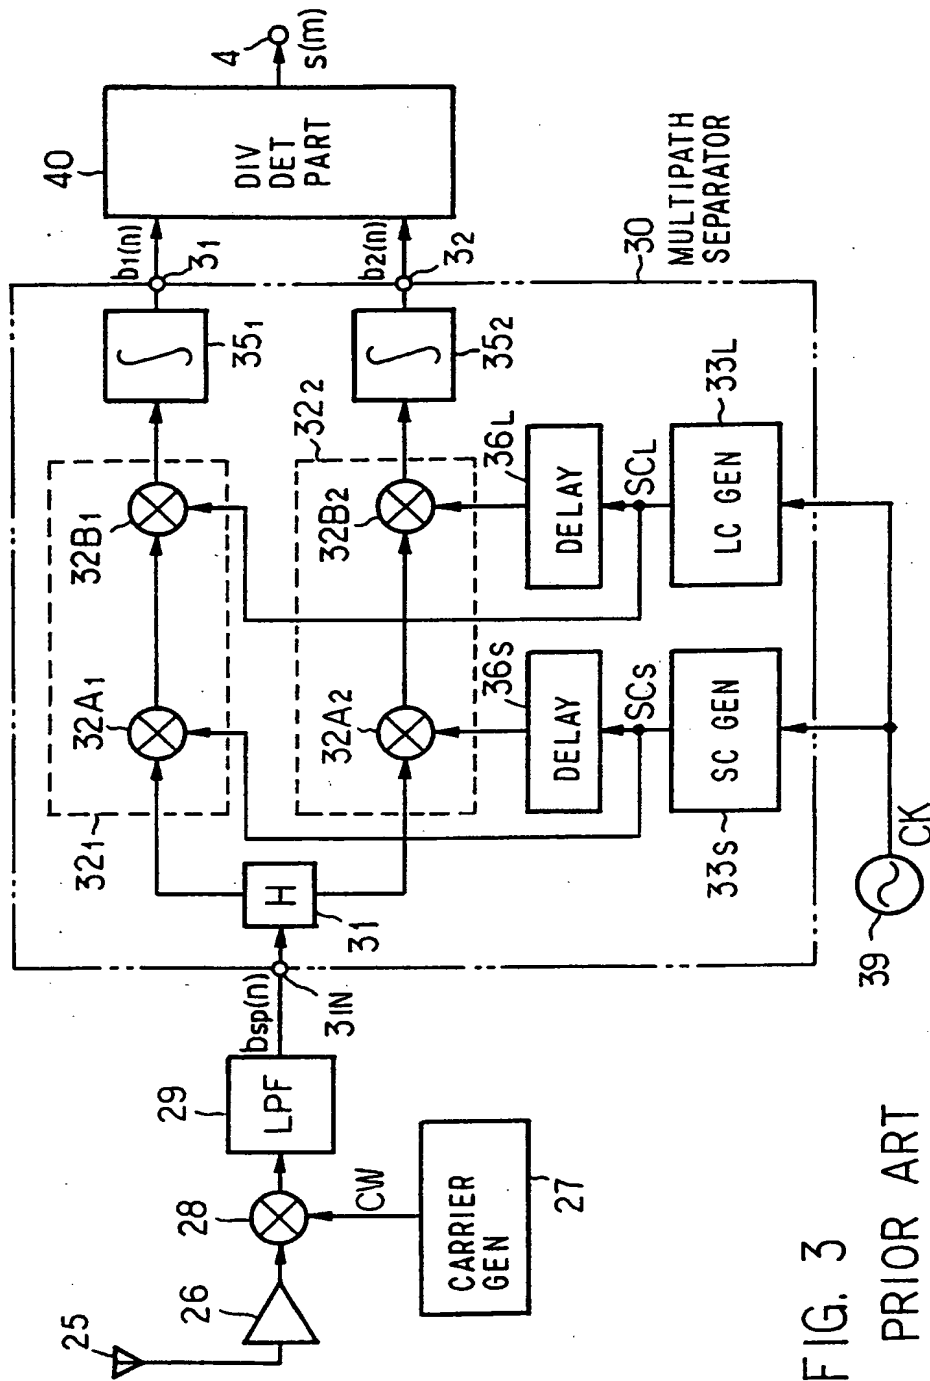 4
s(m)
40
DIV
DET
PART
b1(n)
31
b2(n)
32
30
MULTIPATH
SEPARATOR
351
352
322
32B1
32B2
36L
DELAY
SCL
33L
LC GEN
32A1
32A2
36S
DELAY
SCS
SC GEN
33S
321
H
31
CK
39
bsp(n)
3IN
29
LPF
28
CW
CARRIER
GEN
27
26
25
FIG. 3
PRIOR ART